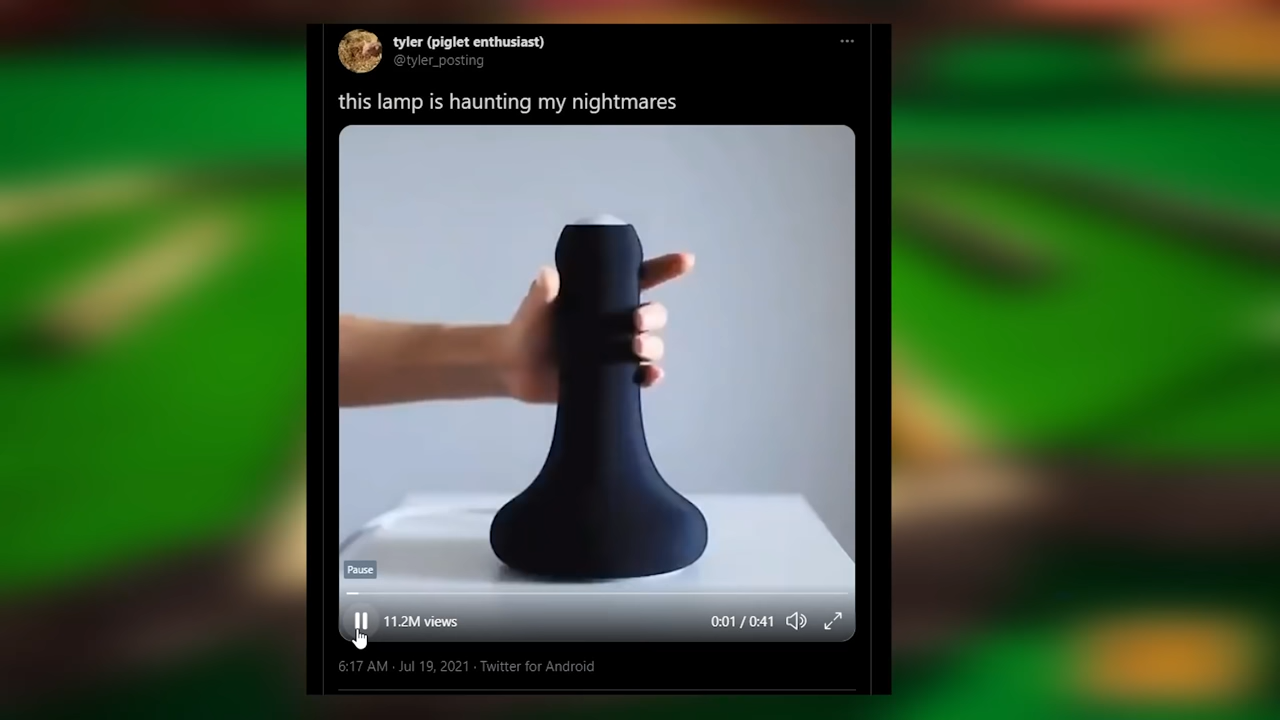 tyler (piglet enthusiast)
@tyler_posting
this lamp is haunting my nightmares
Pause
11.2M views
0:01 / 0:41
6:17 AM · Jul 19, 2021 · Twitter for Android